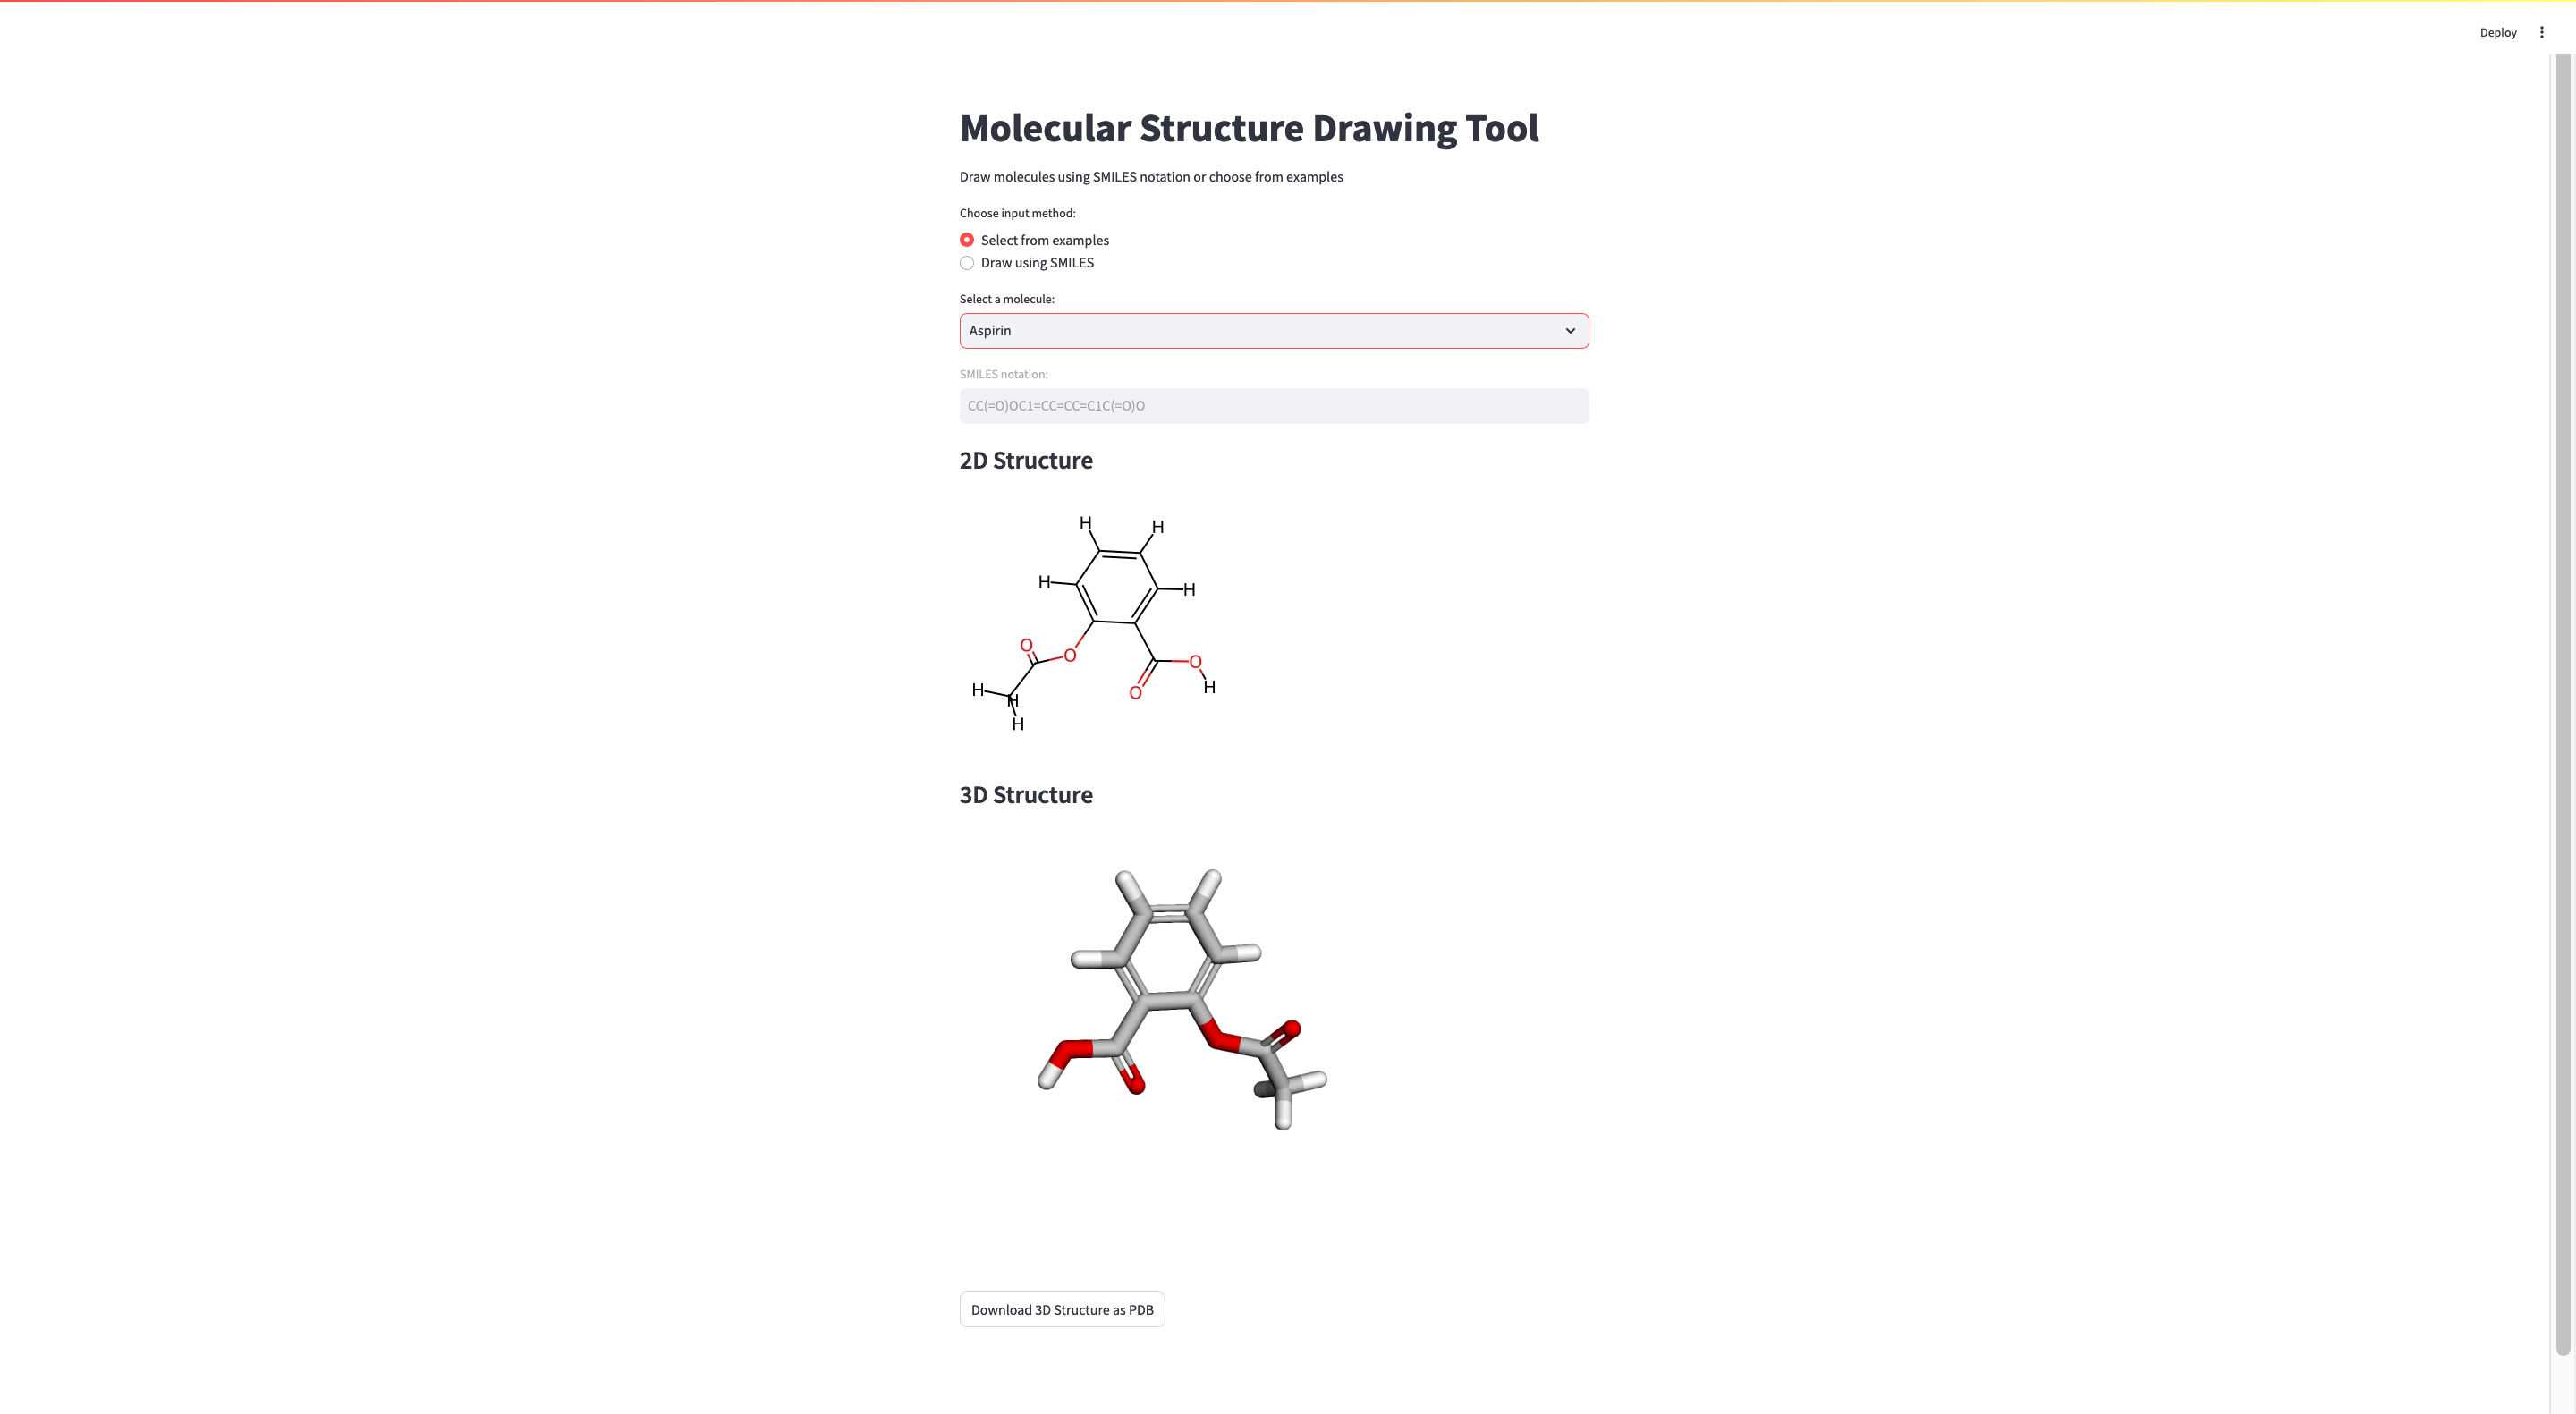 Deploy
Molecular Structure Drawing Tool
Draw molecules using SMILES notation or choose from examples
Choose input method:
Select from examples
Draw using SMILES
Select a molecule:
Aspirin
SMILES notation:
CC(=O)OC1=CC=CC=C1C(=O)O
2D Structure
H H
H H
O O O
H H O H
H
3D Structure
Download 3D Structure as PDB